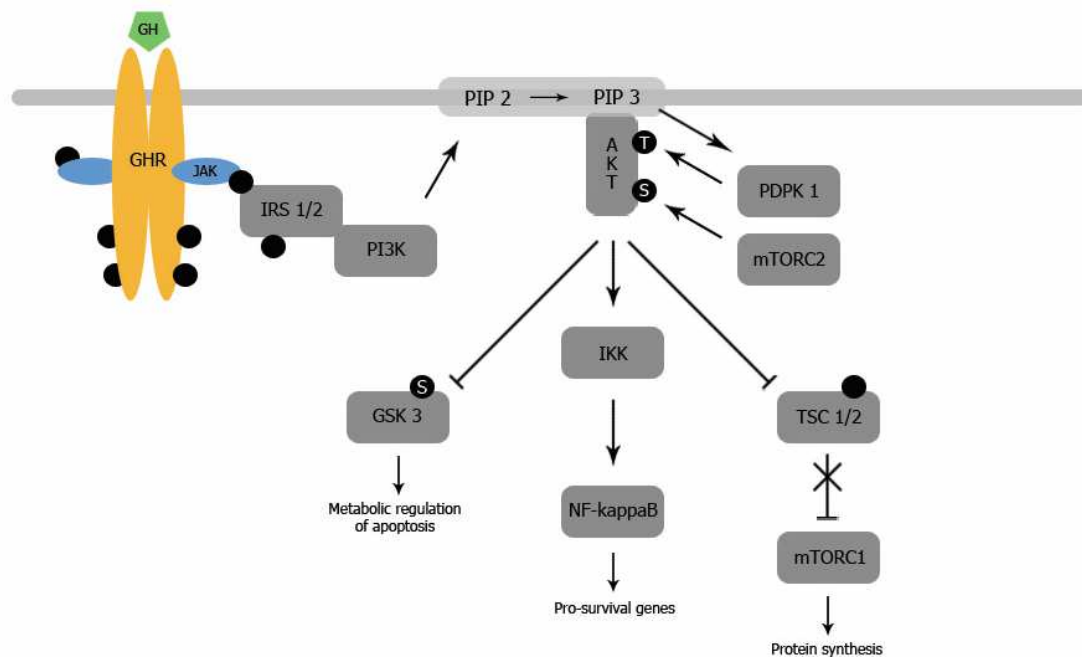 GH
PIP 2
PIP 3
GHR
JAK
A
K
T
T
S
IRS 1/2
PI3K
PDPK 1
mTORC2
IKK
S
GSK 3
TSC 1/2
Metabolic regulation
of apoptosis
NF-kappaB
mTORC1
Pro-survival genes
Protein synthesis